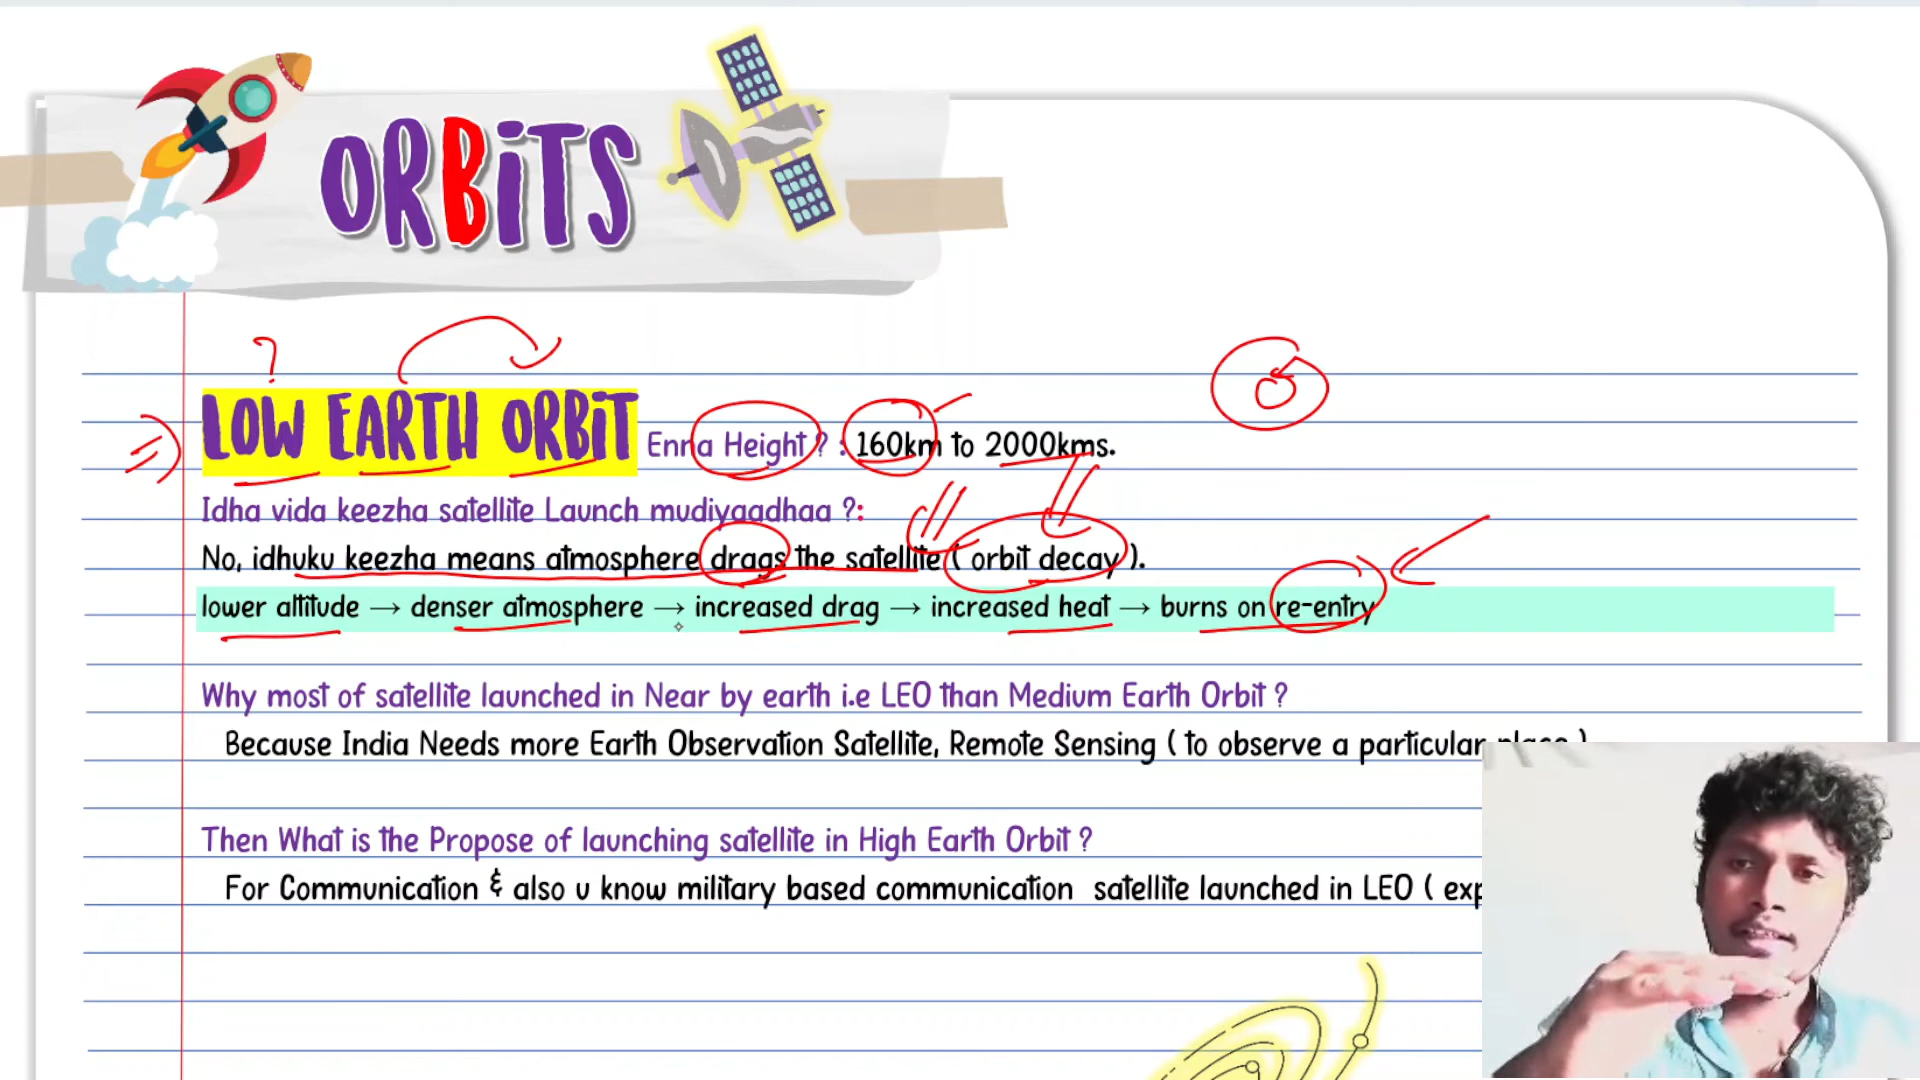 ORBiTS
?
LOW EARTH ORBiT Enna Height ? : 160km to 2000kms.
Idha vida keezha satellite Launch mudiyaadhaa ?:
No, idhuku keezha means atmosphere drags the satellite ( orbit decay ).
lower altitude → denser atmosphere → increased drag → increased heat → burns on re-entry
Why most of satellite launched in Near by earth i.e LEO than Medium Earth Orbit ?
Because India Needs more Earth Observation Satellite, Remote Sensing ( to observe a particular place )
Then What is the Propose of launching satellite in High Earth Orbit ?
For Communication & also u know military based communication satellite launched in LEO (